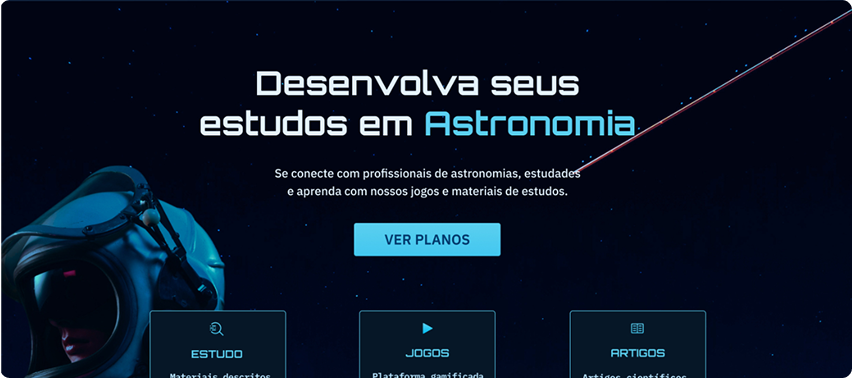 Desenvolva seus
estudos em Astronomia
Se conecte com profissionais de astronomias, estudades
e aprenda com nossos jogos e materiais de estudos.
VER PLANOS
ESTUDO
JOGOS
ARTIGOS
Materiais descritos
Plataforma gamificada
Artigos científicos